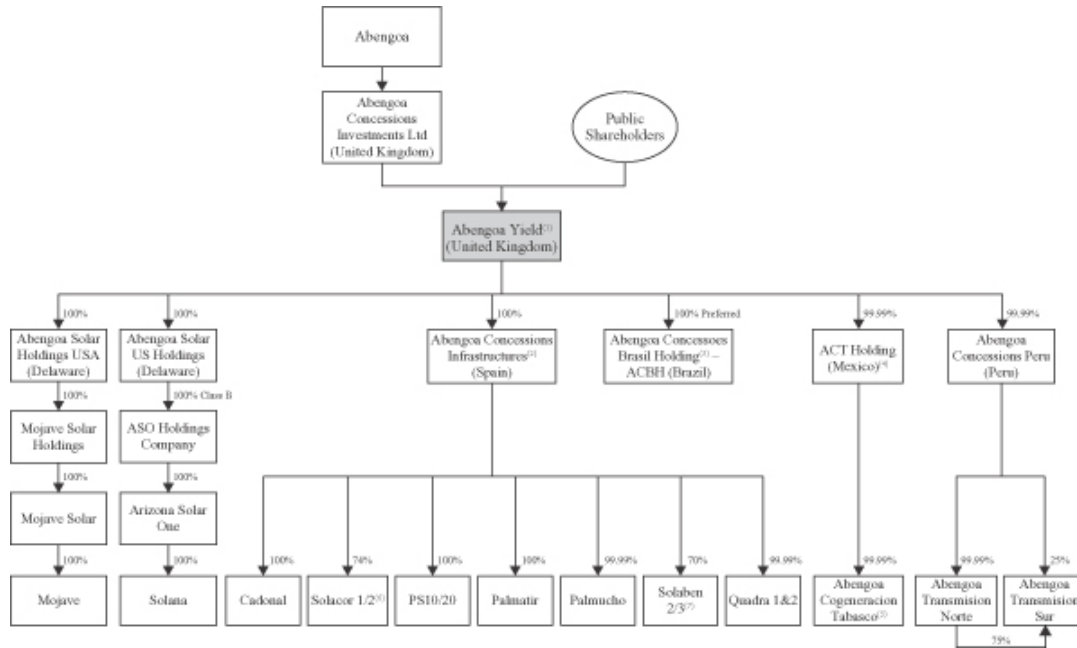 Abengoa
Abengoa
Concessions
Investments Ltd
(United Kingdom)
Public
Shareholders
Abengoa Yield(1)
(United Kingdom)
100%
100%
100%
100% Preferred
99.99%
99.99%
Abengoa Solar
Holdings USA
(Delaware)
Abengoa Solar
US Holdings
(Delaware)
Abengoa Concessions
Infrastructures(2)
(Spain)
Abengoa Concessoes
Brasil Holding(3) –
ACBH (Brazil)
ACT Holding
(Mexico)(4)
Abengoa
Concessions Peru
(Peru)
100%
100% Class B
Mojave Solar
Holdings
ASO Holdings
Company
100%
100%
Mojave Solar
Arizona Solar
One
100%
100%
100%
74%
100%
100%
99.99%
70%
99.99%
99.99%
99.99%
25%
Mojave
Solana
Cadonal
Solacor 1/2(6)
PS10/20
Palmatir
Palmucho
Solaben
2/3(7)
Quadra 1&2
Abengoa
Cogeneracion
Tabasco(5)
Abengoa
Transmision
Norte
Abengoa
Transmision
Sur
75%